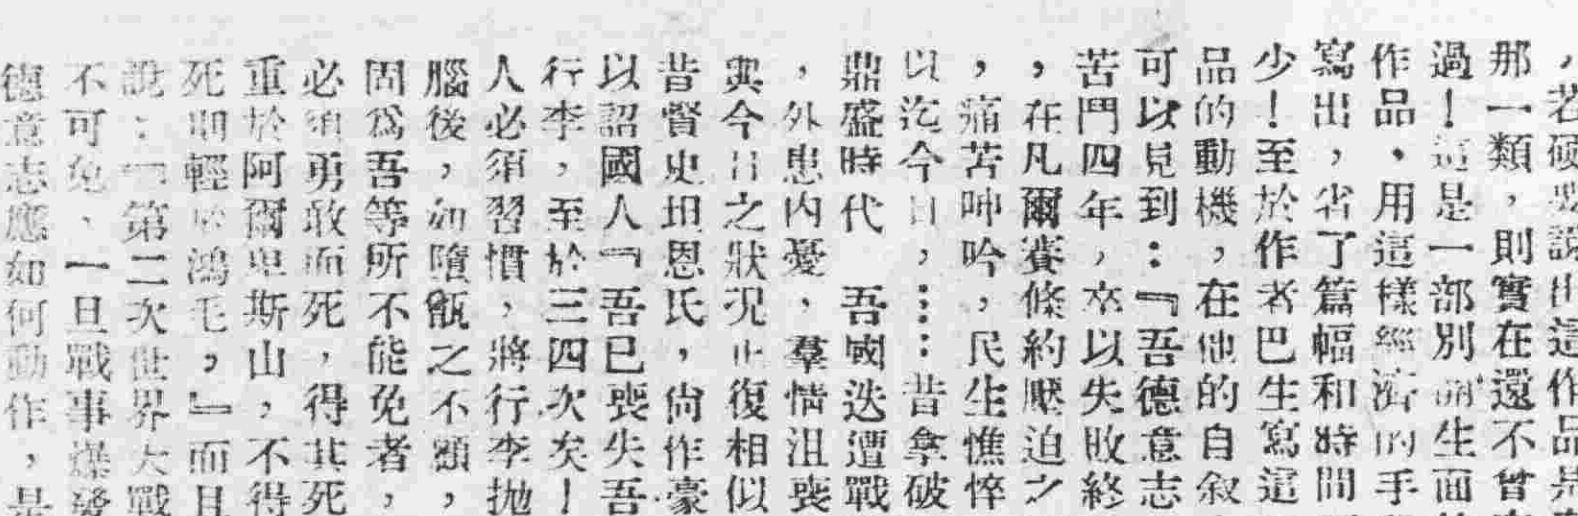 ，若硬要說出這作品是
那一類，則實在還不曾
過！這是一部別開生面
作品，用這樣經濟的手
寫出，省了篇幅和時間
少！至於作者巴生寫這
品的動機，在他的自敘
可以見到：『吾德意志
苦鬥四年，卒以失敗終
，在凡爾賽條約壓迫之
，痛苦呻吟，民生憔悴
以迄今日，……昔拿破
鼎盛時代　吾國迭遭戰
，外患內憂，羣情沮喪
與今日之狀況正復相似
昔賢史坦恩氏，尙作豪
以詔國人『吾已喪失吾
行李，至於三四次矣！
人必須習慣，將行李拋
腦後，如墮甑之不顧，
固爲吾等所不能免者，
必須勇敢而死，得其死
重於阿爾卑斯山，不得
死則輕於鴻毛，』而且
說：『第二次世界大戰
不可免、一旦戰事爆發
德意志應如何動作，是